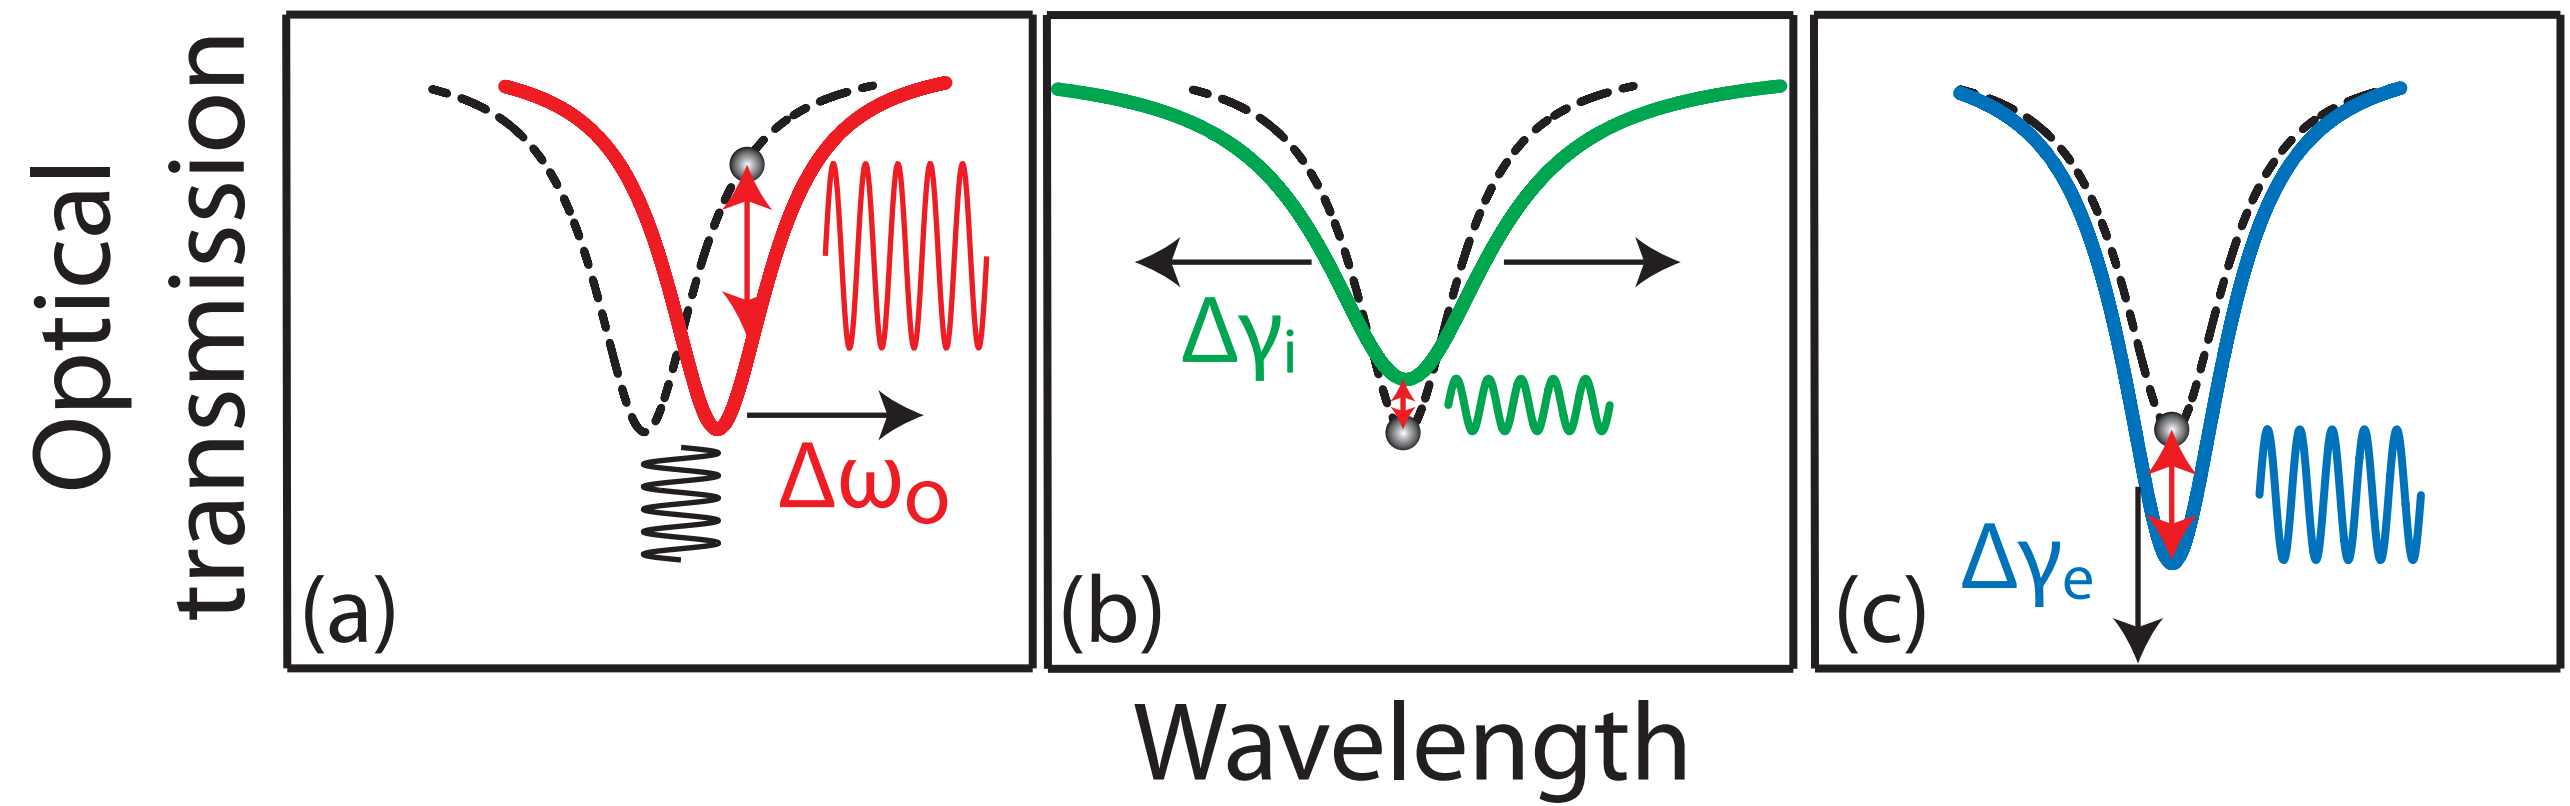 Optical
transmission
Δωo
(a)
Δγi
(b)
Δγe
(c)
Wavelength